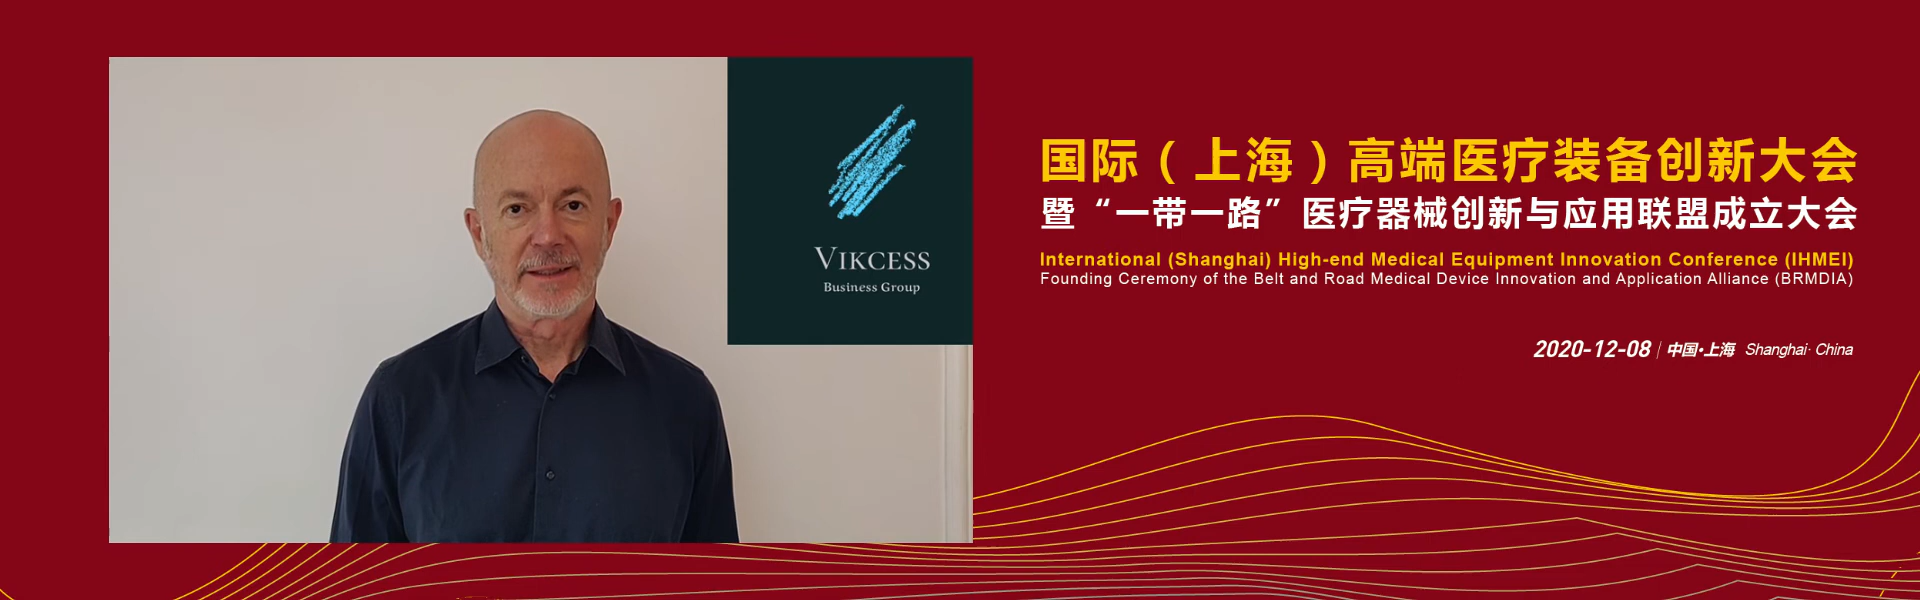 VIKCESS
Business Group
国际（上海）高端医疗装备创新大会
暨“一带一路”医疗器械创新与应用联盟成立大会
International (Shanghai) High-end Medical Equipment Innovation Conference (IHMEI)
Founding Ceremony of the Belt and Road Medical Device Innovation and Application Alliance (BRMDIA)
2020-12-08 | 中国·上海 Shanghai· China